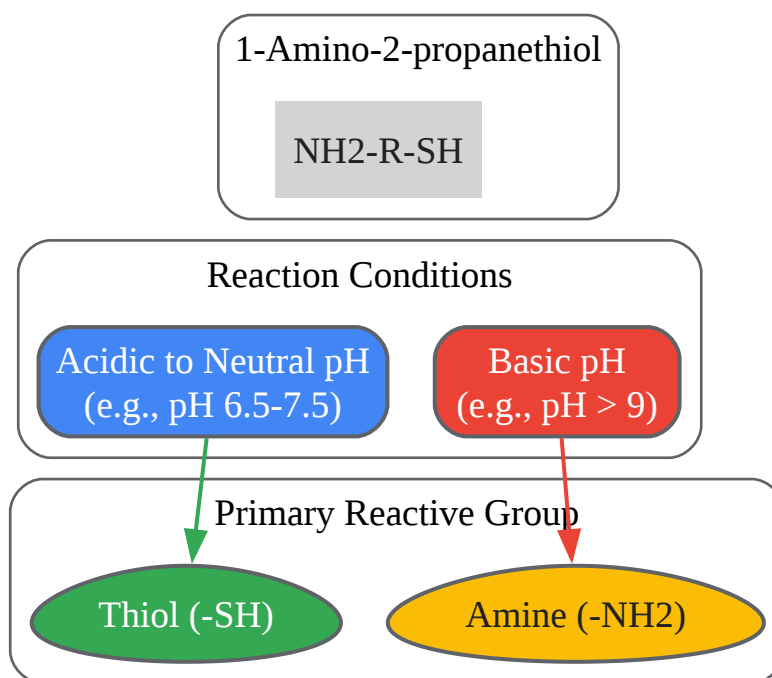 1-Amino-2-propanethiol
NH2-R-SH
Reaction Conditions
Acidic to Neutral pH
(e.g., pH 6.5-7.5)
Basic pH
(e.g., pH > 9)
Primary Reactive Group
Thiol (-SH)
Amine (-NH2)